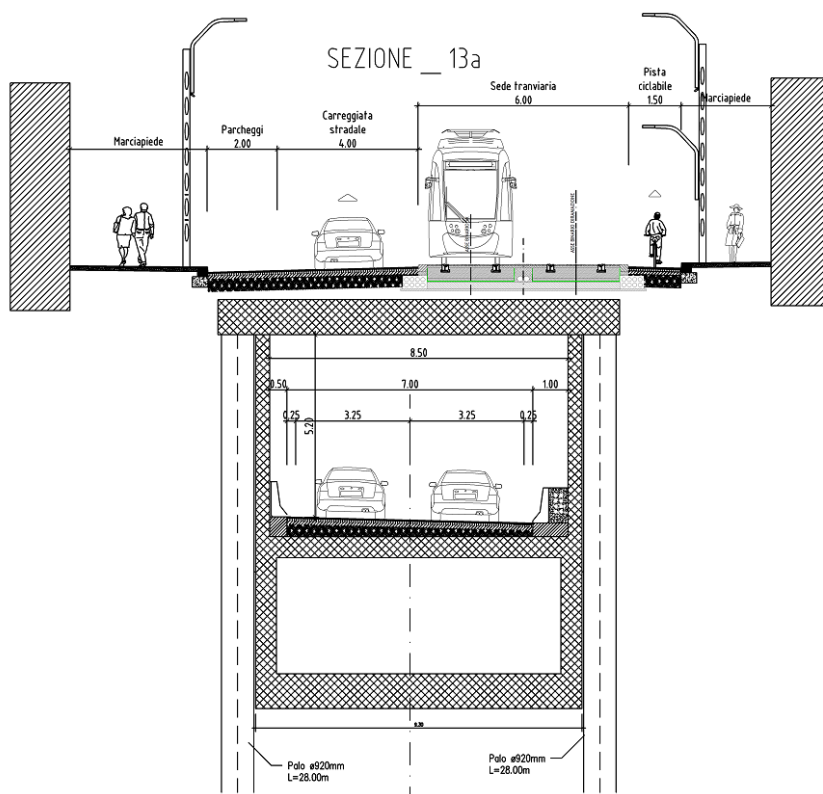 SEZIONE _ 13a
Sede tranviaria
6.00
Pista
ciclabile
1.50
Marciapiede
Carreggiata
stradale
4.00
Parcheggi
2.00
Marciapiede
8.50
0.50
7.00
1.00
0.25
3.25
3.25
0.25
5.20
Palo ø920mm
L=28.00m
Palo ø920mm
L=28.00m